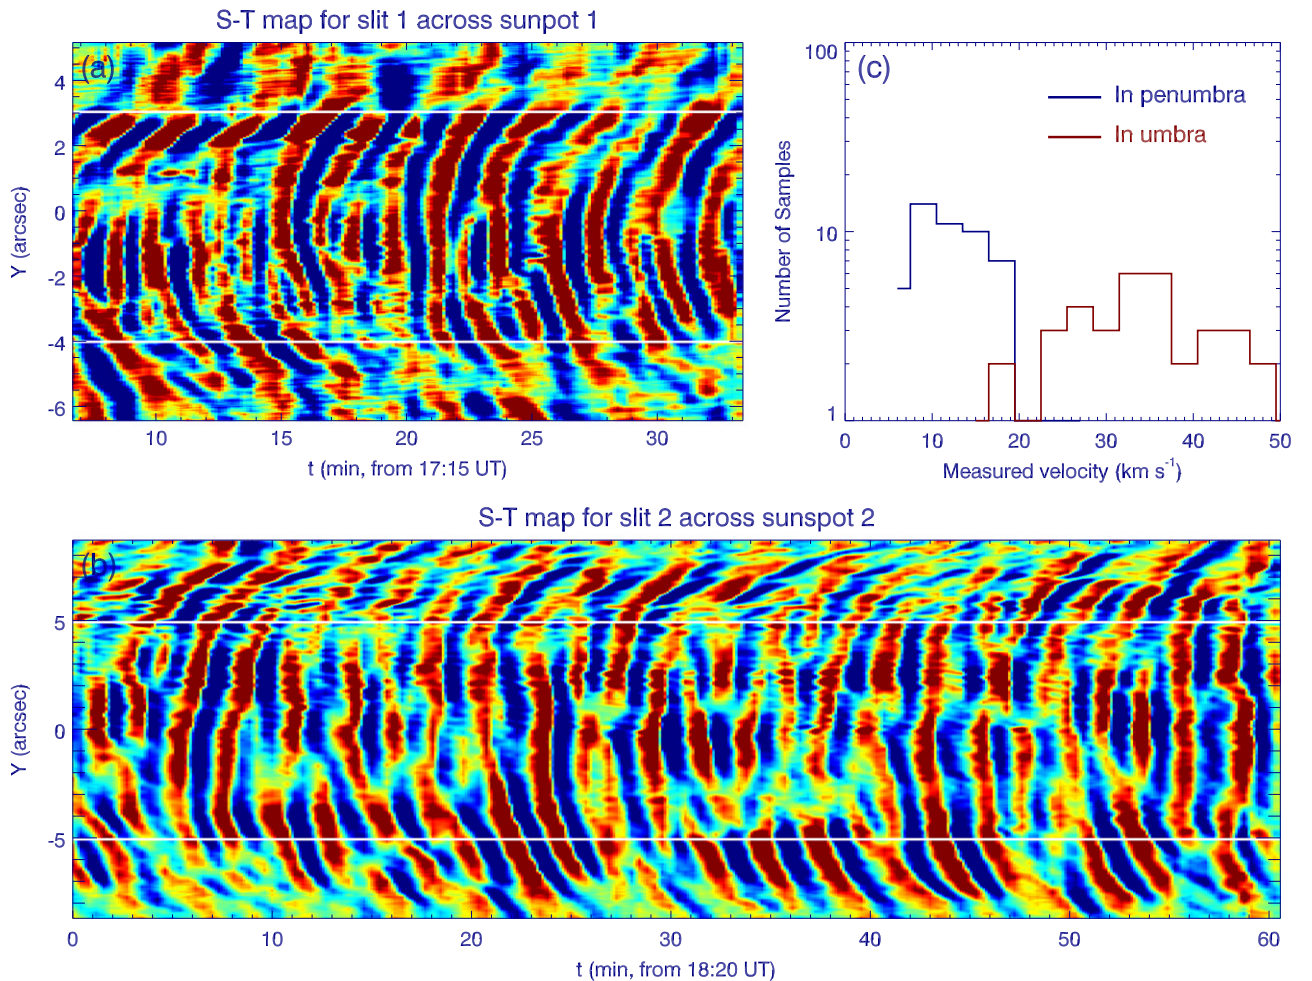 S-T map for slit 1 across sunspot 1
(a)
4
2
0
-2
-4
-6
Y (arcsec)
10 15 20 25 30
t (min, from 17:15 UT)
(c)
In penumbra
In umbra
100
10
1
Number of Samples
0 10 20 30 40 50
Measured velocity (km s⁻¹)
S-T map for slit 2 across sunspot 2
(b)
5
0
-5
Y (arcsec)
0 10 20 30 40 50 60
t (min, from 18:20 UT)